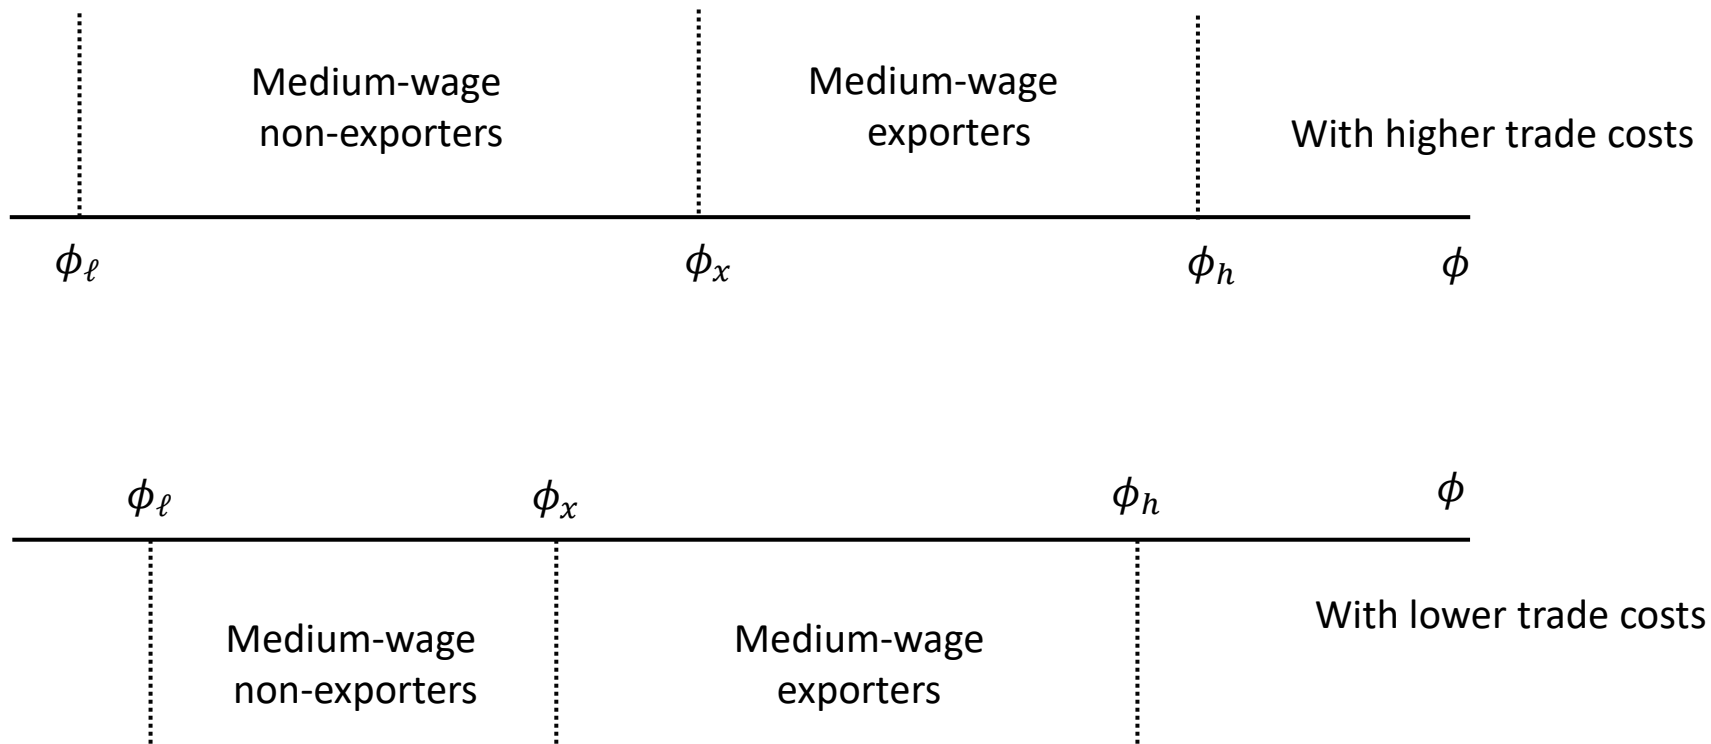 Medium-wage
non-exporters
Medium-wage
exporters
With higher trade costs
ϕℓ
ϕx
ϕh
ϕ
ϕℓ
ϕx
ϕh
ϕ
Medium-wage
non-exporters
Medium-wage
exporters
With lower trade costs